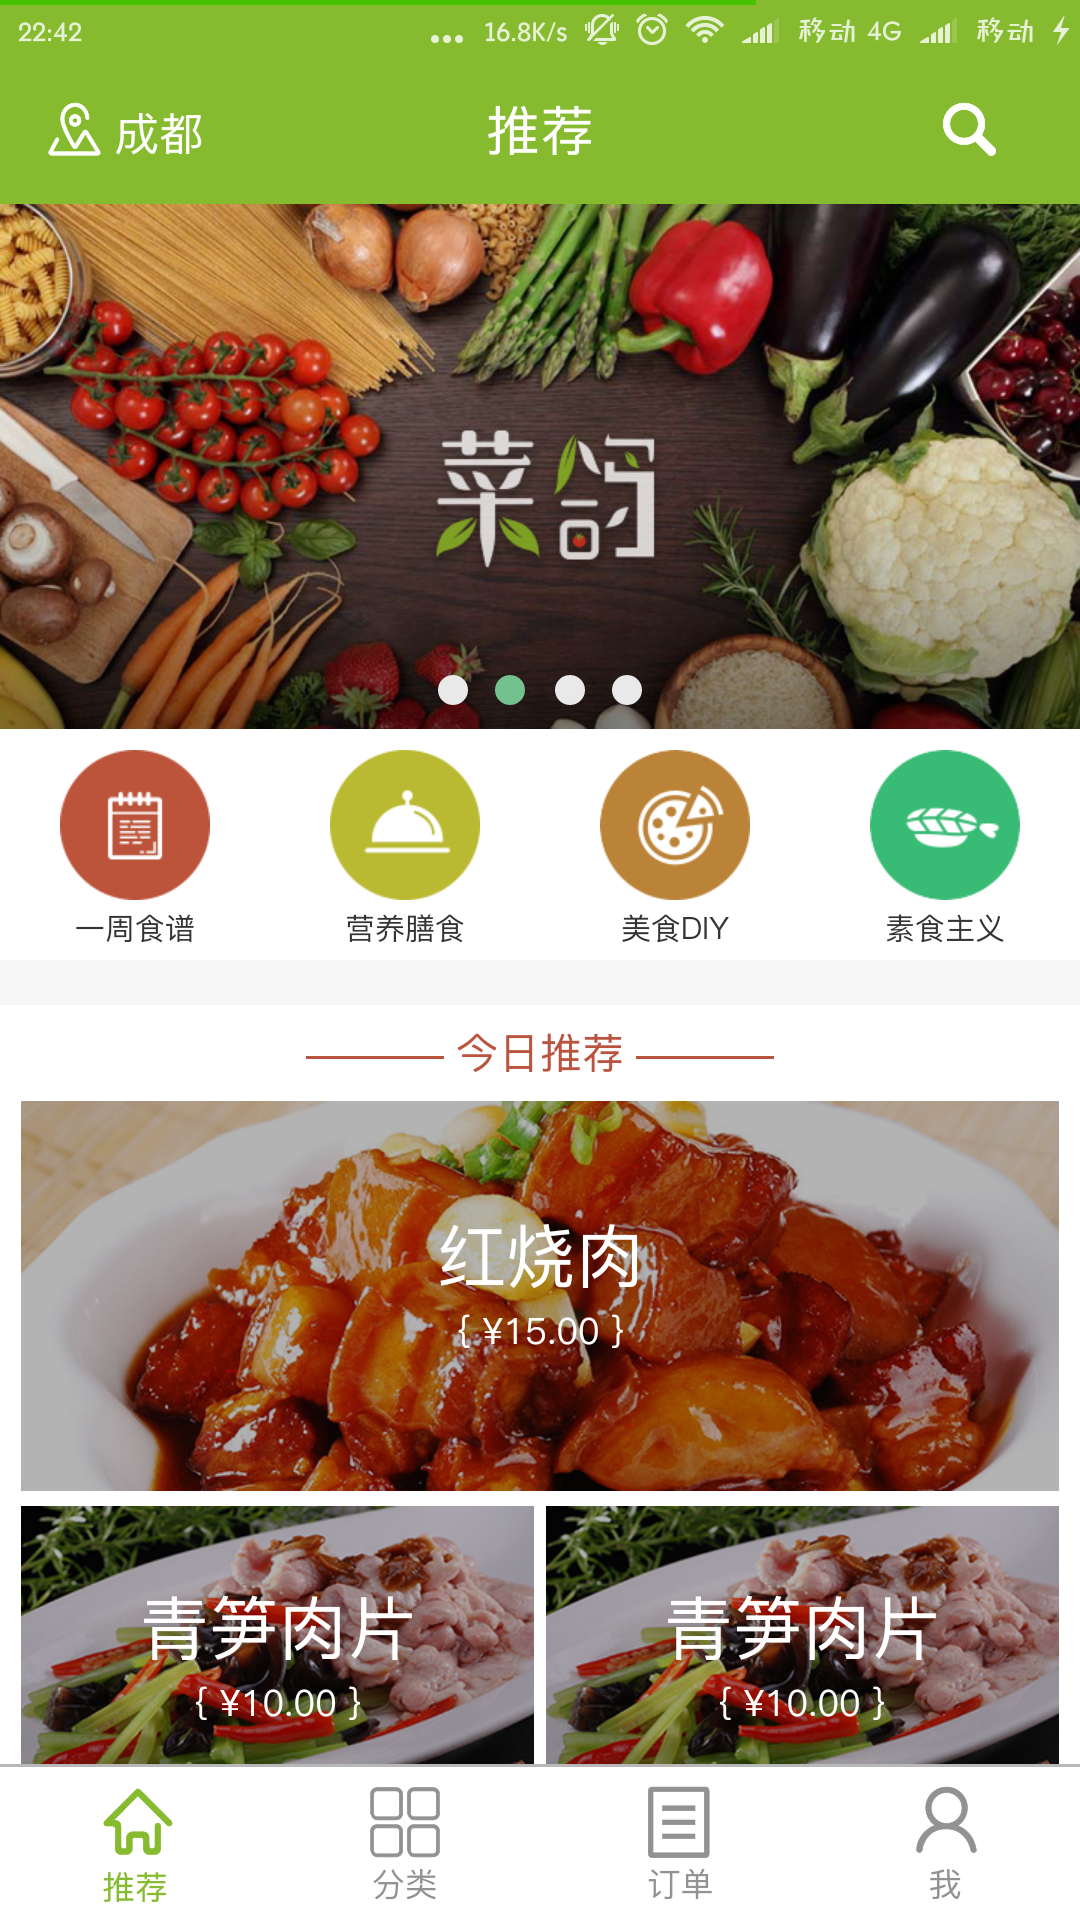 22:42 ... 16.8K/s 移动 4G 移动
成都 推荐
菜韵
一周食谱 营养膳食 美食DIY 素食主义
今日推荐
红烧肉
{ ¥15.00 }
青笋肉片 青笋肉片
{ ¥10.00 } { ¥10.00 }
推荐 分类 订单 我